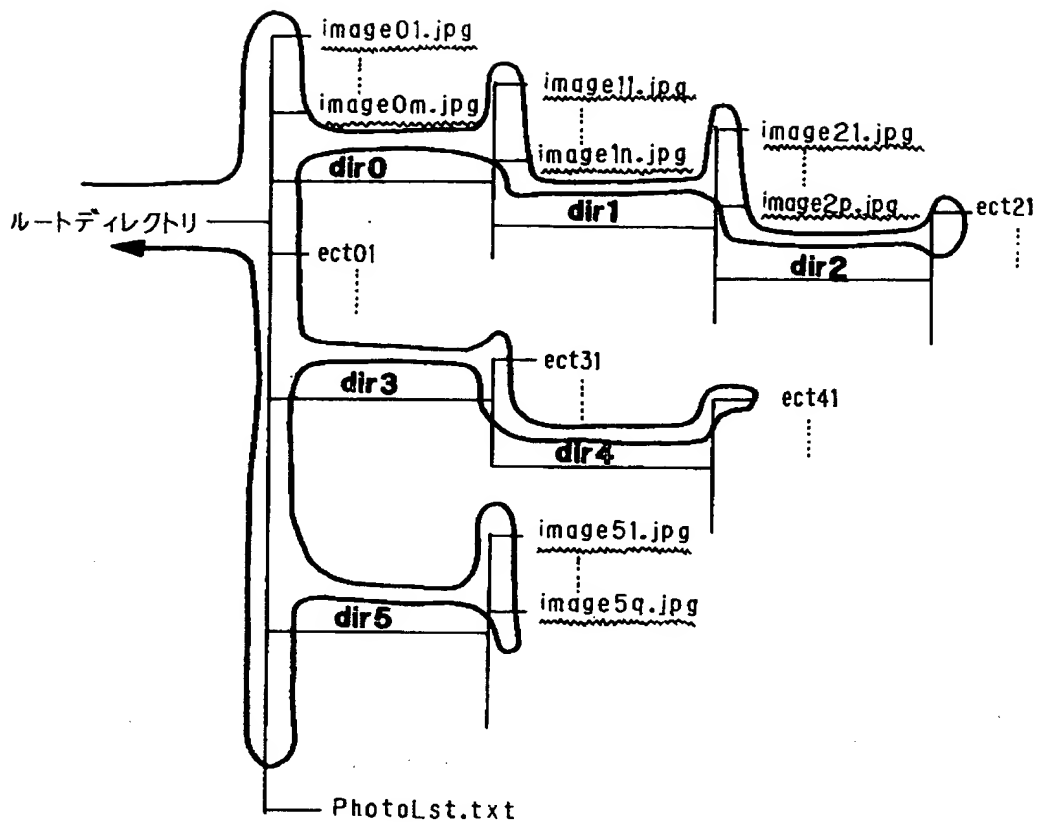 image01.jpg
image0m.jpg
image11.jpg
image1n.jpg
image21.jpg
image2p.jpg
dir0
dir1
dir2
ルートディレクトリ
ect01
ect21
ect31
dir3
ect41
dir4
image51.jpg
image5q.jpg
dir5
PhotoLst.txt